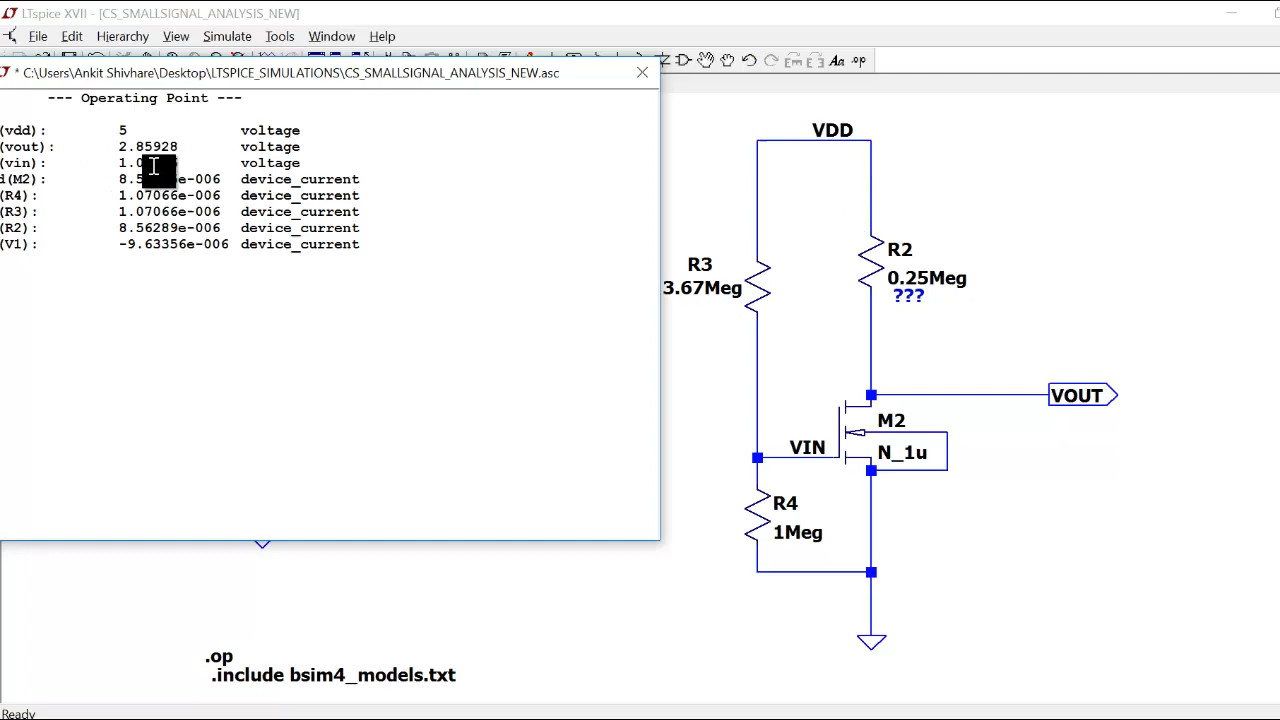 LTspice XVII - [CS_SMALLSIGNAL_ANALYSIS_NEW]
File Edit Hierarchy View Simulate Tools Window Help
Aa .op
* C:\Users\Ankit Shivhare\Desktop\LTSPICE_SIMULATIONS\CS_SMALLSIGNAL_ANALYSIS_NEW.asc
--- Operating Point ---
(vdd): 5 voltage
(vout): 2.85928 voltage
(vin): voltage
d(M2): device_current
(R4): 1.07066e-006 device_current
(R3): 1.07066e-006 device_current
(R2): 8.56289e-006 device_current
(V1): -9.63356e-006 device_current
VDD
R3
3.67Meg
R2
0.25Meg
???
VOUT
M2
N_1u
VIN
R4
1Meg
.op
.include bsim4_models.txt
Ready